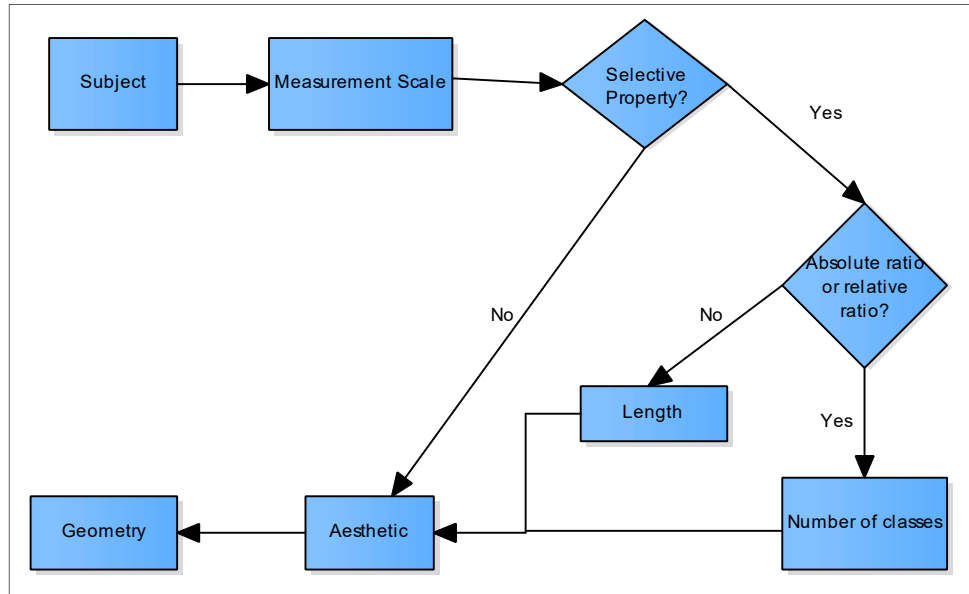 Subject
Measurement Scale
Selective
Property?
Yes
Absolute ratio
or relative
ratio?
No
No
Length
Yes
Geometry
Aesthetic
Number of classes